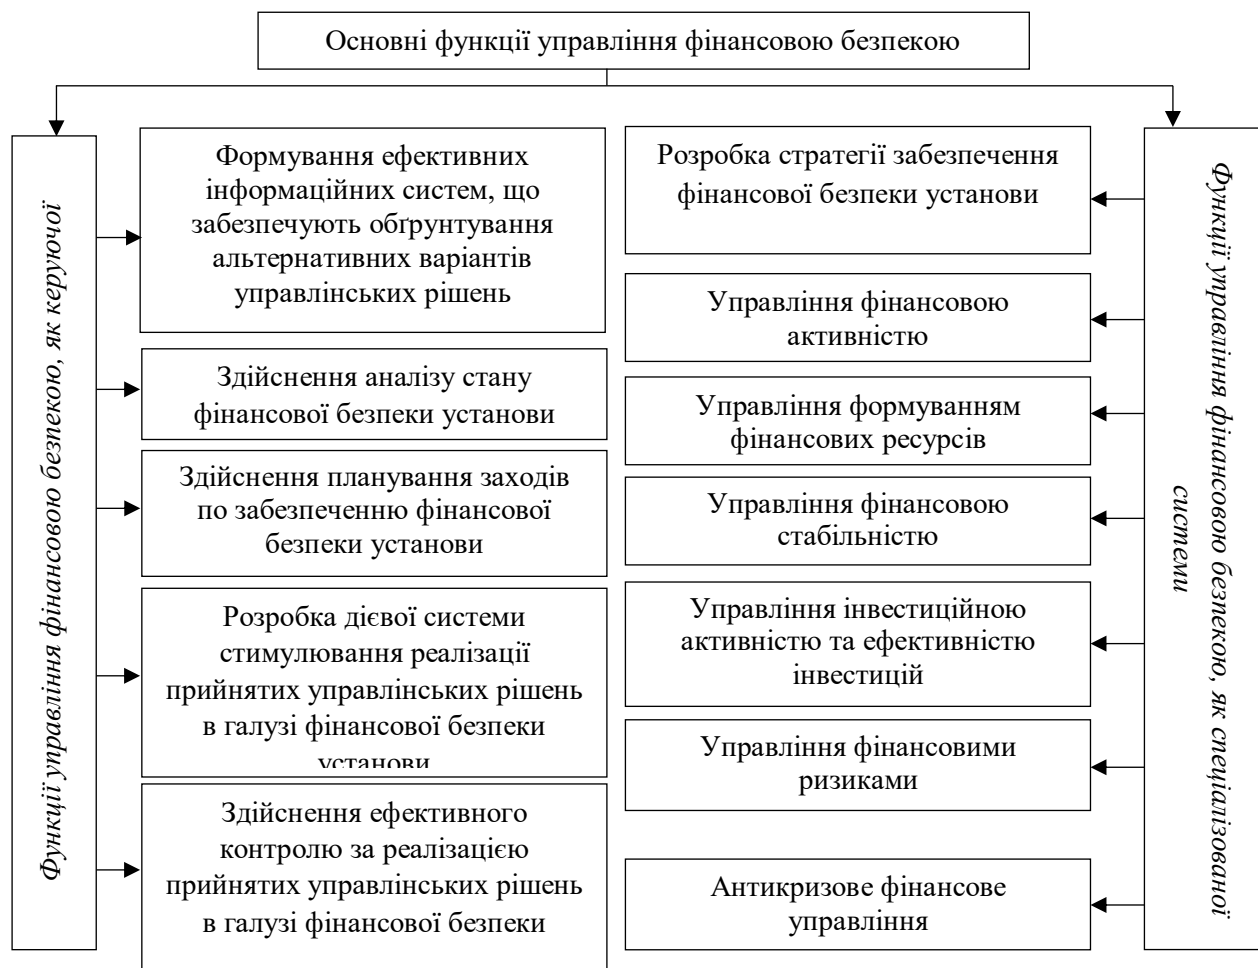 Основні функції управління фінансовою безпекою
Функції управління фінансовою безпекою, як керуючої
Формування ефективних
інформаційних систем, що
забезпечують обґрунтування
альтернативних варіантів
управлінських рішень
Здійснення аналізу стану
фінансової безпеки установи
Здійснення планування заходів
по забезпеченню фінансової
безпеки установи
Розробка дієвої системи
стимулювання реалізації
прийнятих управлінських рішень
в галузі фінансової безпеки
установи
Здійснення ефективного
контролю за реалізацією
прийнятих управлінських рішень
в галузі фінансової безпеки
Розробка стратегії забезпечення
фінансової безпеки установи
Управління фінансовою
активністю
Управління формуванням
фінансових ресурсів
Управління фінансовою
стабільністю
Управління інвестиційною
активністю та ефективністю
інвестицій
Управління фінансовими
ризиками
Антикризове фінансове
управління
Функції управління фінансовою безпекою, як спеціалізованої
системи